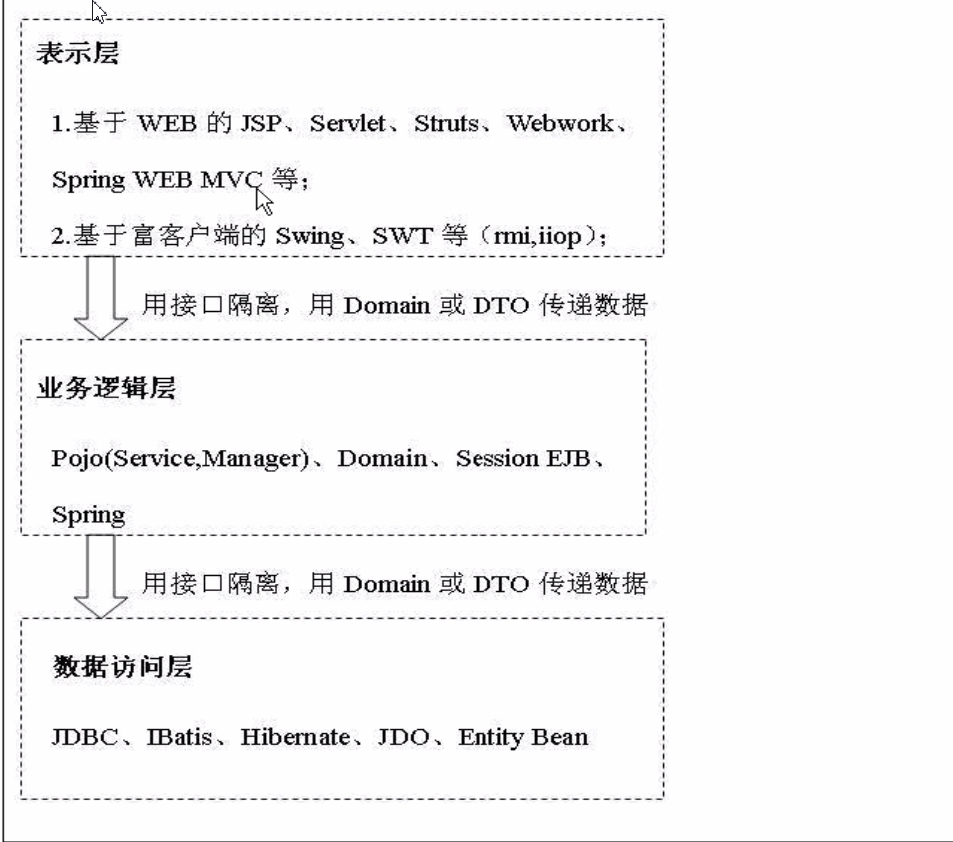 表示层
1.基于 WEB 的 JSP、Servlet、Struts、Webwork、
Spring WEB MVC 等；
2.基于富客户端的 Swing、SWT 等（rmi,iiop）；
用接口隔离，用 Domain 或 DTO 传递数据
业务逻辑层
Pojo(Service,Manager)、Domain、Session EJB、
Spring
用接口隔离，用 Domain 或 DTO 传递数据
数据访问层
JDBC、IBatis、Hibernate、JDO、Entity Bean